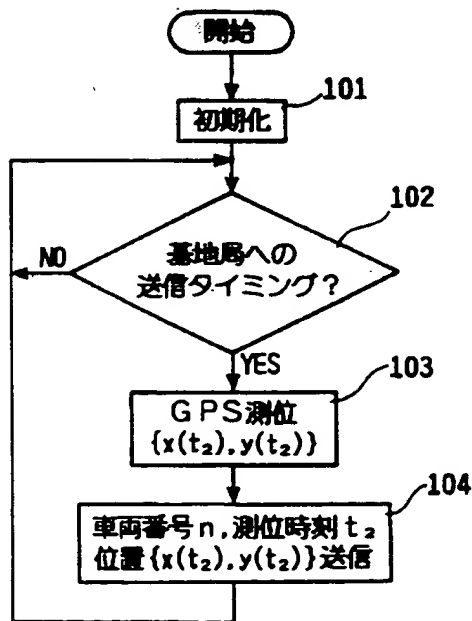 開始
101
初期化
102
基地局への
送信タイミング?
NO
YES
103
GPS測位
{x(t₂),y(t₂)}
104
車両番号n,測位時刻t₂
位置{x(t₂),y(t₂)}送信